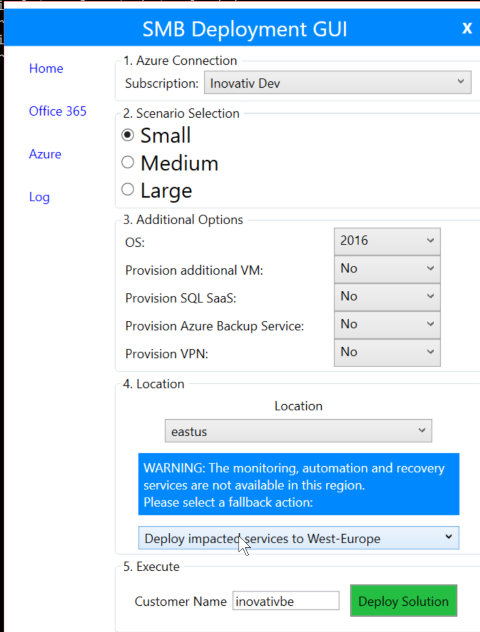 SMB Deployment GUI
X
Home
Office 365
Azure
Log
1. Azure Connection
Subscription: Inovativ Dev
2. Scenario Selection
Small
Medium
Large
3. Additional Options
OS: 2016
Provision additional VM: No
Provision SQL SaaS: No
Provision Azure Backup Service: No
Provision VPN: No
4. Location
Location
eastus
WARNING: The monitoring, automation and recovery
services are not available in this region.
Please select a fallback action:
Deploy impacted services to West-Europe
5. Execute
Customer Name inovativbe Deploy Solution